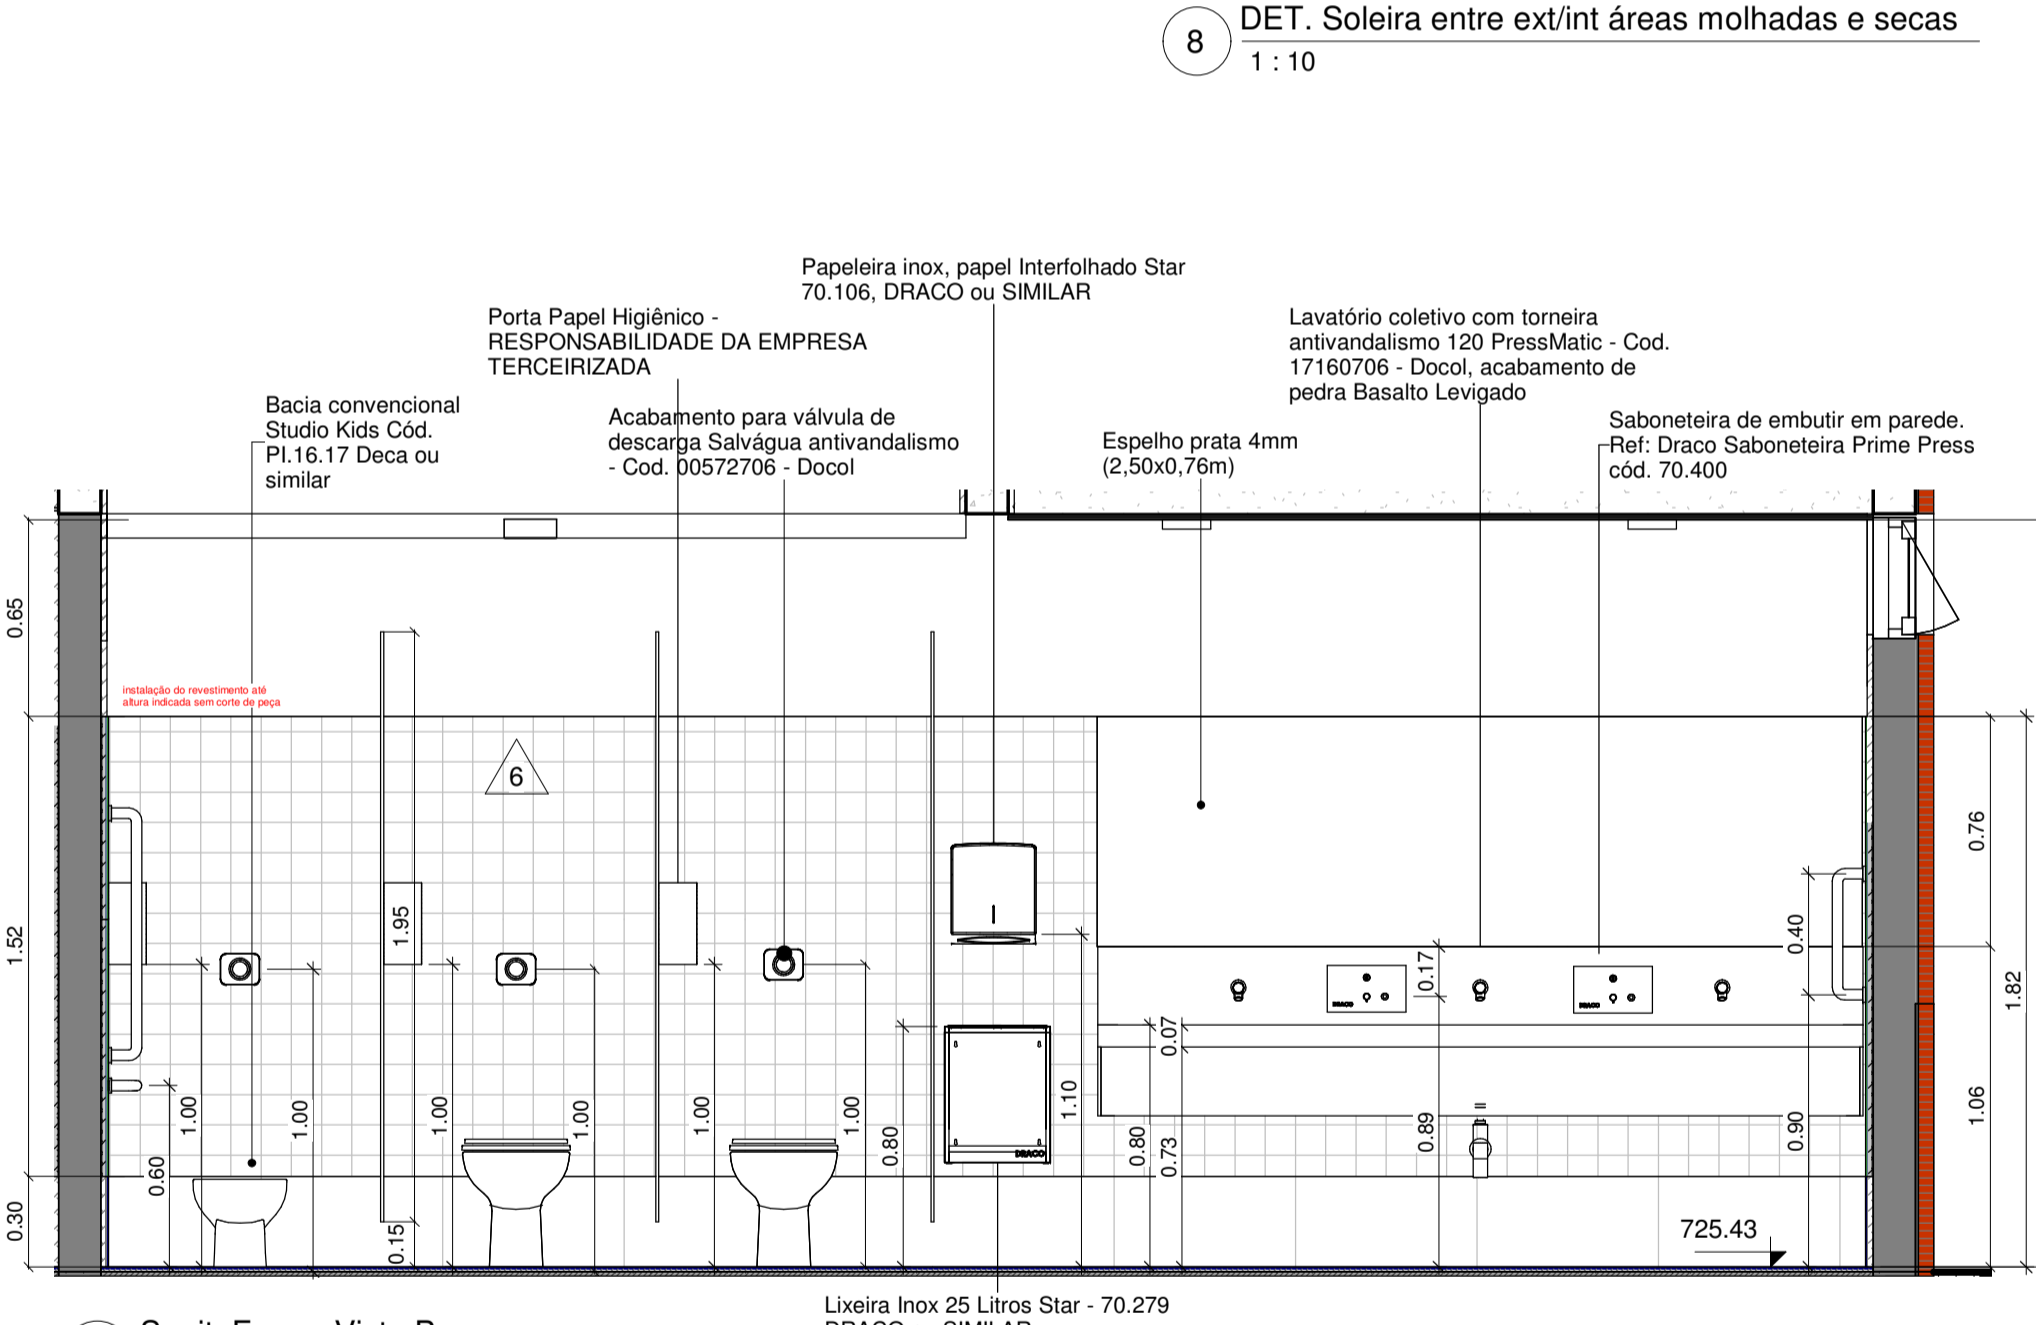 8
DET. Soleira entre ext/int áreas molhadas e secas
1 : 10
Papeleira inox, papel Interfolhado Star
70.106, DRACO ou SIMILAR
Porta Papel Higiênico -
RESPONSABILIDADE DA EMPRESA
TERCEIRIZADA
Lavatório coletivo com torneira
antivandalismo 120 PressMatic - Cod.
17160706 - Docol, acabamento de
pedra Basalto Levigado
Bacia convencional
Studio Kids Cód.
PI.16.17 Deca ou
similar
Acabamento para válvula de
descarga Salvágua antivandalismo
- Cod. 00572706 - Docol
Espelho prata 4mm
(2,50x0,76m)
Saboneteira de embutir em parede.
Ref: Draco Saboneteira Prime Press
cód. 70.400
0.65
instalação do revestimento até
altura indicada sem corte de peça
6
1.52
1.95
0.76
0.40
0.17
1.82
DRACO
DRACO
0.07
0.30
0.60
1.00
1.00
0.15
1.00
1.00
1.00
1.00
0.80
1.10
DRACO
0.80
0.73
0.89
0.90
1.06
725.43
Lixeira Inox 25 Litros Star - 70.279